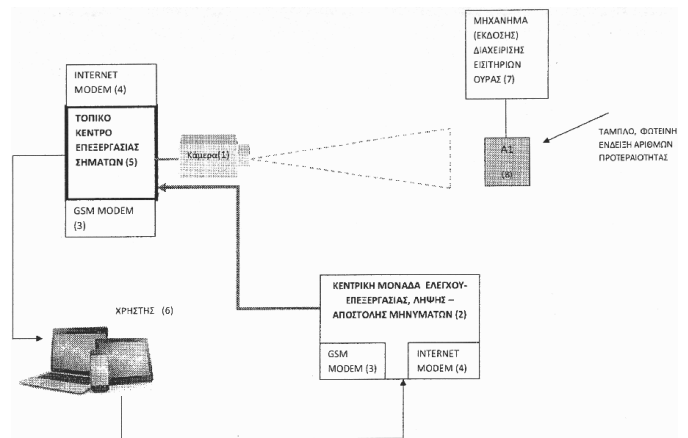 ΜΗΧΑΝΗΜΑ
(ΕΚΔΟΣΗΣ)
ΔΙΑΧΕΙΡΙΣΗΣ
ΕΙΣΙΤΗΡΙΩΝ
ΟΥΡΑΣ (7)
INTERNET
MODEM (4)
ΤΟΠΙΚΟ
ΚΕΝΤΡΟ
ΕΠΕΞΕΡΓΑΣΙΑΣ
ΣΗΜΑΤΩΝ (5)
GSM MODEM
(3)
Κάμερα(1)
A1
(8)
ΤΑΜΠΛΟ, ΦΩΤΕΙΝΗ
ΕΝΔΕΙΞΗ ΑΡΙΘΜΩΝ
ΠΡΟΤΕΡΑΙΟΤΗΤΑΣ
ΚΕΝΤΡΙΚΗ ΜΟΝΑΔΑ ΕΛΕΓΧΟΥ-
ΕΠΕΞΕΡΓΑΣΙΑΣ, ΛΗΨΗΣ –
ΑΠΟΣΤΟΛΗΣ ΜΗΝΥΜΑΤΩΝ (2)
GSM
MODEM (3)
INTERNET
MODEM (4)
ΧΡΗΣΤΗΣ (6)